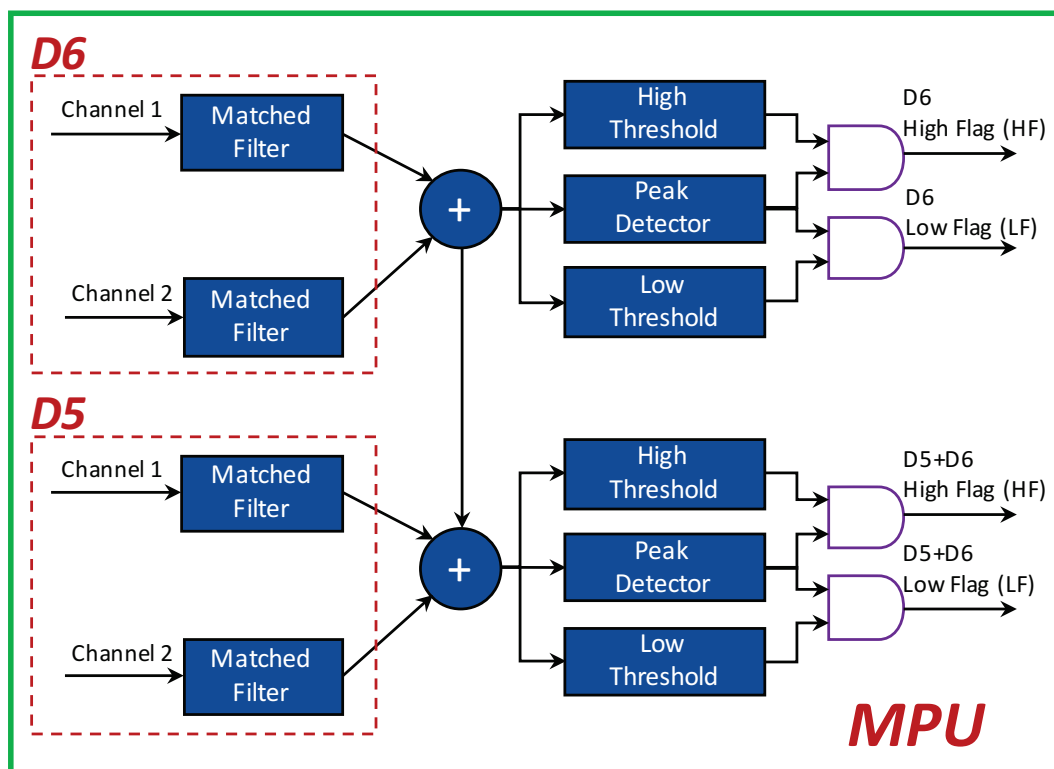 D6
Channel 1
Matched
Filter
Channel 2
Matched
Filter
+
High
Threshold
Peak
Detector
Low
Threshold
D6
High Flag (HF)
D6
Low Flag (LF)
D5
Channel 1
Matched
Filter
Channel 2
Matched
Filter
+
High
Threshold
Peak
Detector
Low
Threshold
D5+D6
High Flag (HF)
D5+D6
Low Flag (LF)
MPU